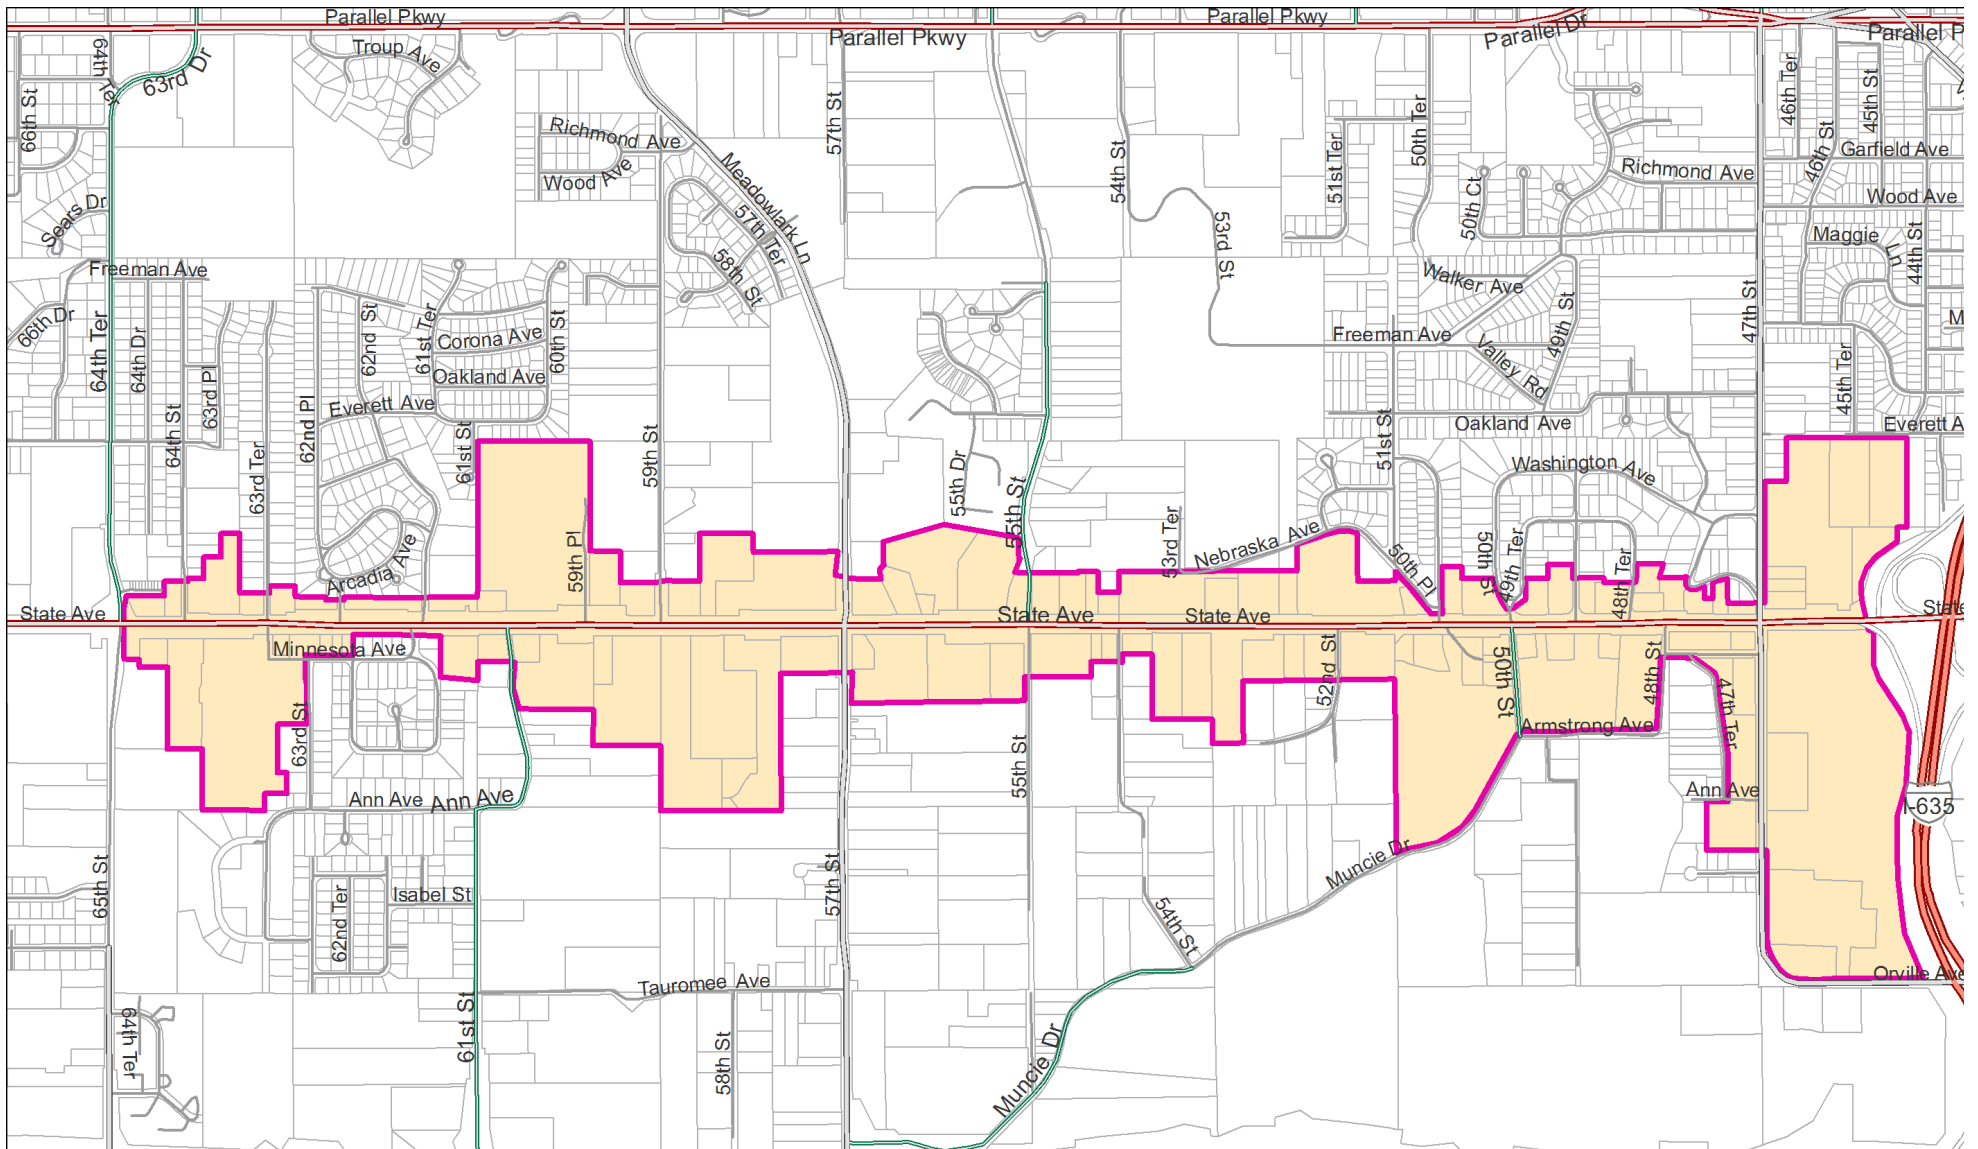 Parallel Pkwy
Parallel Pkwy
Parallel Pkwy
Parallel Dr
64th Ter
63rd Dr
Troup Ave
66th St
57th St
50th Ter
46th Ter
45th St
Richmond Ave
Wood Ave
Meadowlark Ln
54th St
51st Ter
50th Ct
Richmond Ave
46th St
Garfield Ave
Wood Ave
Sears Dr
57th Ter
58th St
53rd St
Walker Ave
Maggie Ln
44th St
Freeman Ave
66th Dr
64th Ter
64th Dr
62nd St
61st Ter
Corona Ave
60th St
Oakland Ave
Freeman Ave
Valley Rd
49th St
47th St
63rd Pl
Everett Ave
62nd Pl
64th St
63rd Ter
61st St
59th St
55th Dr
55th St
51st St
Oakland Ave
45th Ter
Everett A
Washington Ave
Arcadia Ave
59th Pl
53rd Ter
Nebraska Ave
50th Pl
50th St
49th Ter
48th Ter
State Ave
State Ave
State Ave
State
Minnesota Ave
63rd St
52nd St
50th St
48th St
47th Ter
Armstrong Ave
Ann Ave
Ann Ave
55th St
Ann Ave
I-635
65th St
62nd Ter
Isabel St
57th St
Muncie Dr
54th St
Tauromee Ave
Orville Ave
64th Ter
61st St
58th St
Muncie Dr